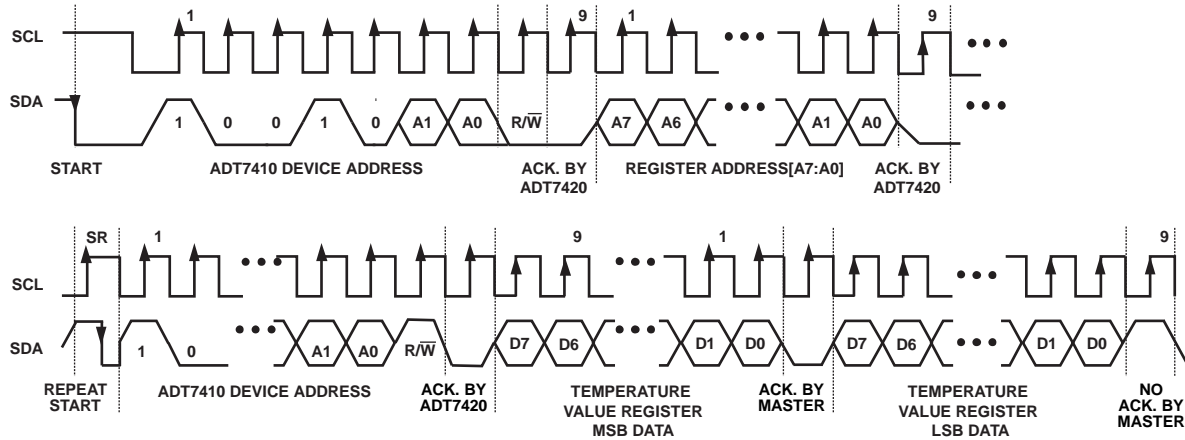 1 9 1
SCL
SDA
1 0 0 1 0 A1 A0 R/W̅ A7 A6 A1 A0
START ADT7410 DEVICE ADDRESS ACK. BY ADT7420 REGISTER ADDRESS[A7:A0] ACK. BY ADT7420
9
SR 1 9 1 9
SCL
SDA
1 0 A1 A0 R/W̅ D7 D6 D1 D0 D7 D6 D1 D0
REPEAT START ADT7410 DEVICE ADDRESS ACK. BY ADT7420 TEMPERATURE VALUE REGISTER MSB DATA ACK. BY MASTER TEMPERATURE VALUE REGISTER LSB DATA NO ACK. BY MASTER